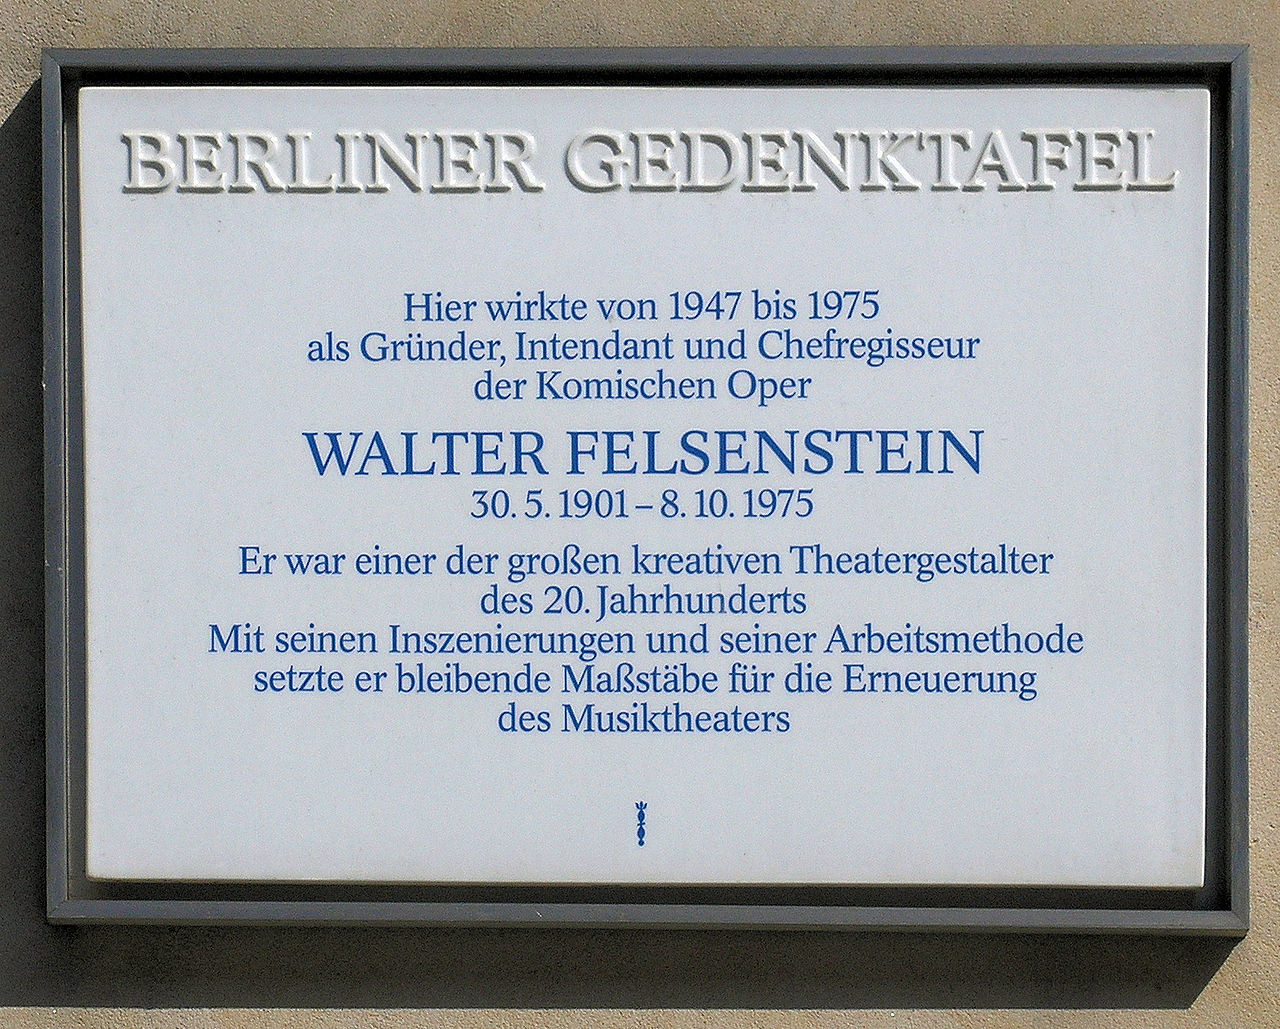 BERLINER GEDENKTAFEL
Hier wirkte von 1947 bis 1975
als Gründer, Intendant und Chefregisseur
der Komischen Oper
WALTER FELSENSTEIN
30. 5. 1901 – 8. 10. 1975
Er war einer der großen kreativen Theatergestalter
des 20. Jahrhunderts
Mit seinen Inszenierungen und seiner Arbeitsmethode
setzte er bleibende Maßstäbe für die Erneuerung
des Musiktheaters